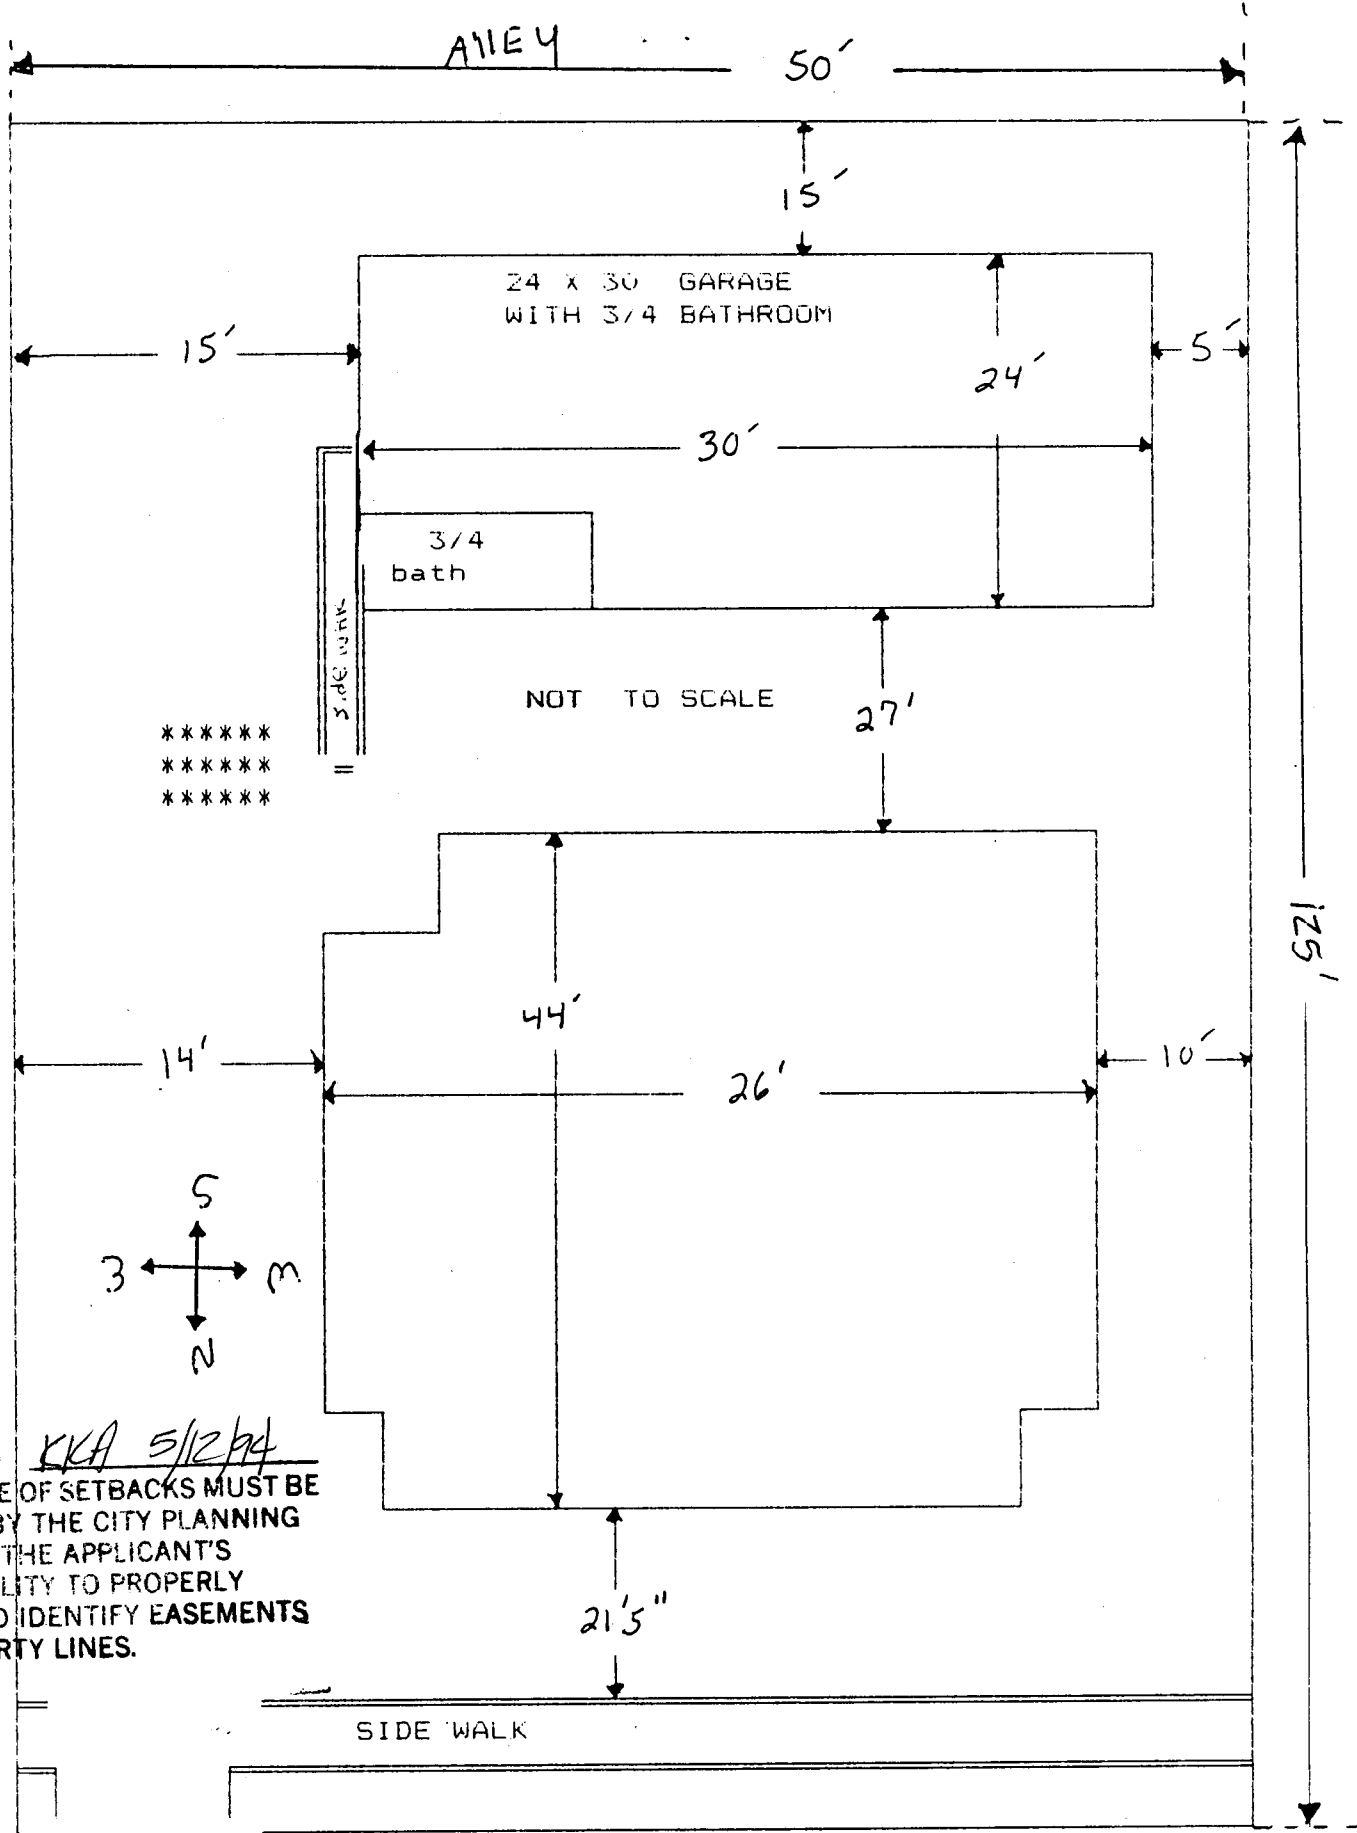 AllEY
50'
15'
24 X 30 GARAGE
WITH 3/4 BATHROOM
15'
5'
24'
30'
3/4
bath
side walk
NOT TO SCALE
27'
******
******
******
=
125'
44'
14'
10'
26'
S
W
E
N
KKA 5/12/94
E OF SETBACKS MUST BE
BY THE CITY PLANNING
THE APPLICANT'S
LITY TO PROPERLY
D IDENTIFY EASEMENTS
RTY LINES.
21'5"
SIDE WALK